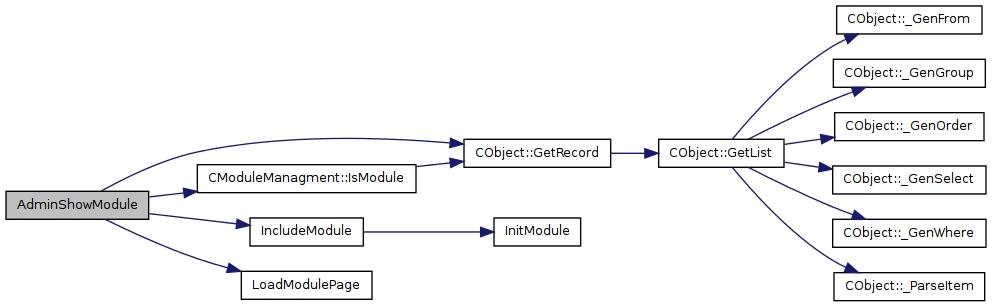 AdminShowModule
CObject::GetRecord
CModuleManagment::IsModule
IncludeModule
LoadModulePage
InitModule
CObject::GetList
CObject::_GenFrom
CObject::_GenGroup
CObject::_GenOrder
CObject::_GenSelect
CObject::_GenWhere
CObject::_ParseItem